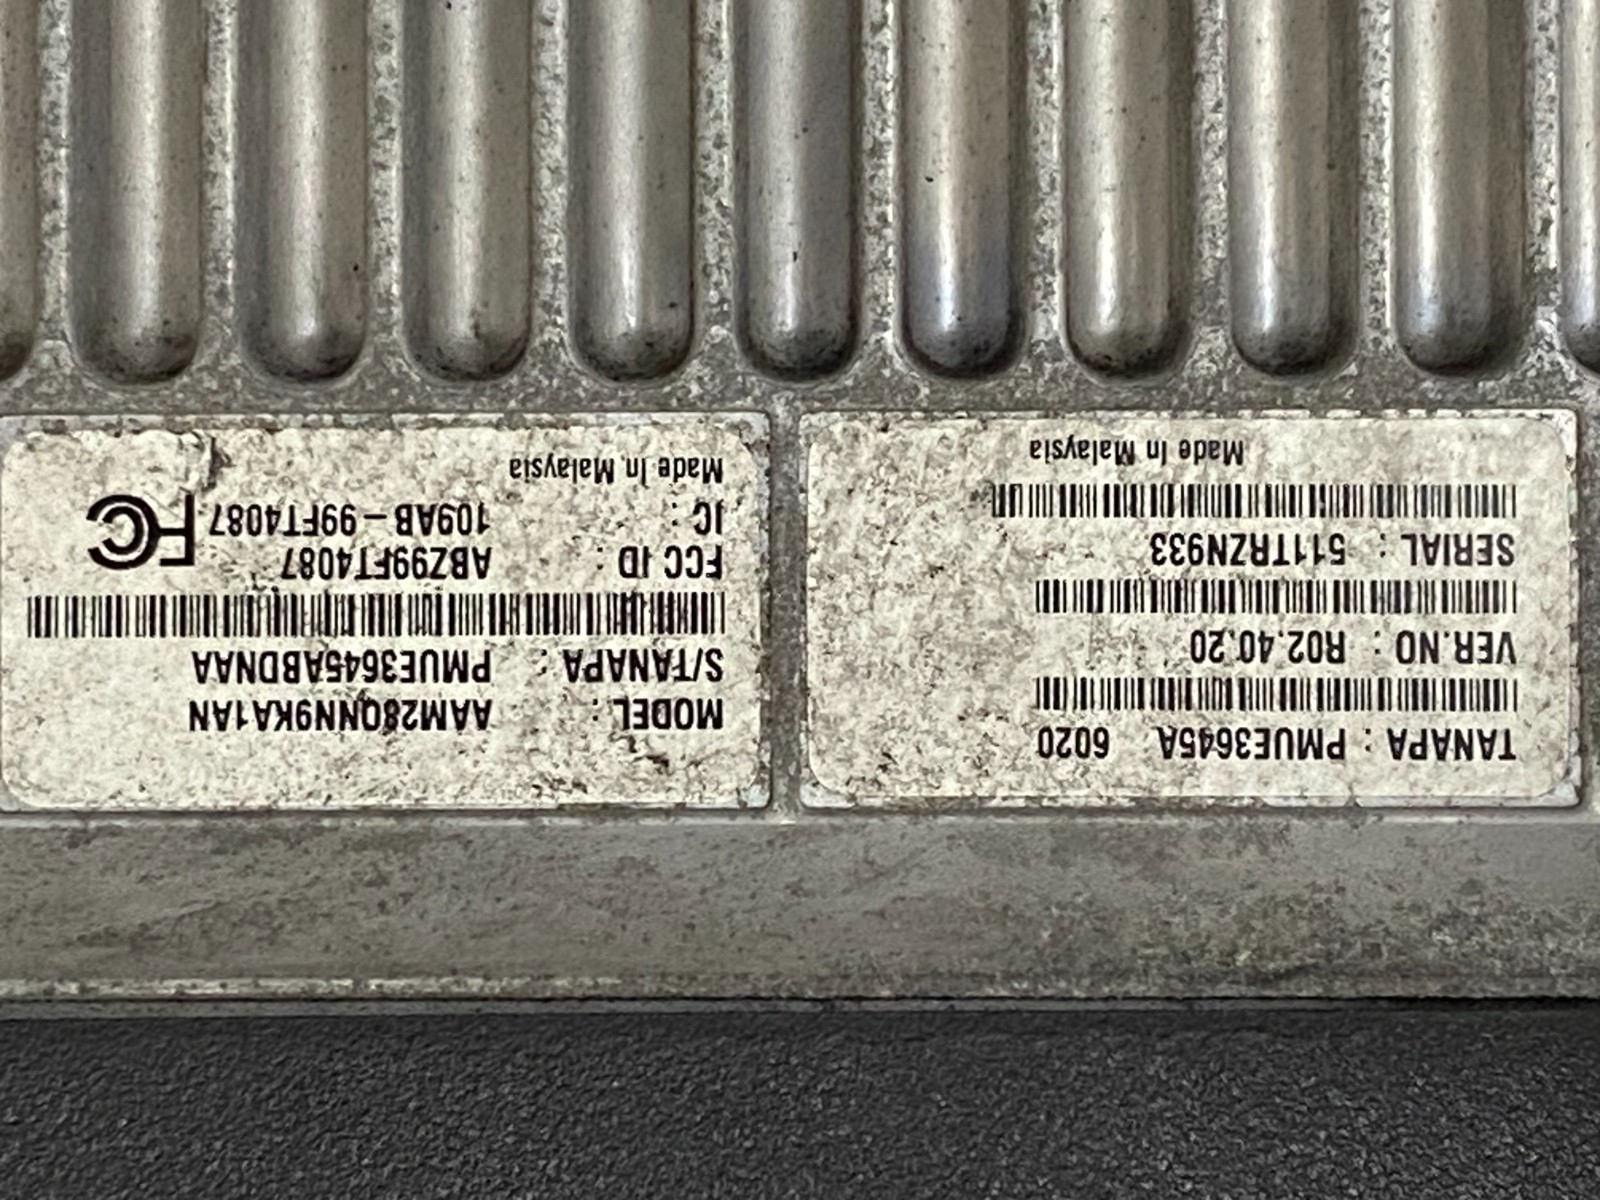 TANAPA : PMUE3645A 6020
VER.NO : R02.40.20
SERIAL : 511TRZN933
Made In Malaysia
MODEL : AAM28QNN9KA1AN
S/TANAPA : PMUE3645ABDNAA
FCC ID : ABZ99FT4087
IC : 109AB-99FT4087
FC
Made In Malaysia